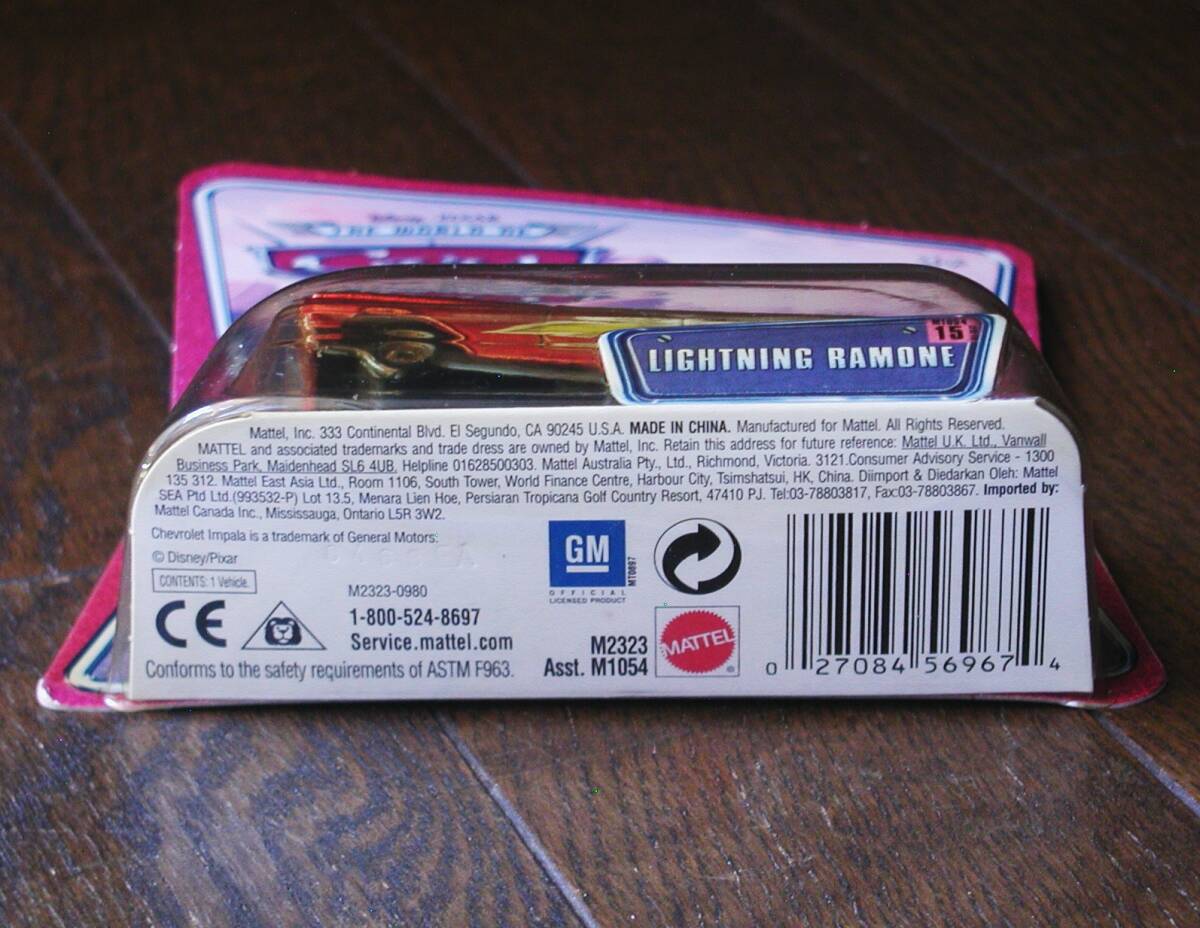 Disney PIXAR
THE WORLD OF
LIGHTNING RAMONE
15
Mattel, Inc. 333 Continental Blvd. El Segundo, CA 90245 U.S.A. MADE IN CHINA. Manufactured for Mattel. All Rights Reserved.
MATTEL and associated trademarks and trade dress are owned by Mattel, Inc. Retain this address for future reference: Mattel U.K. Ltd., Vanwall
Business Park, Maidenhead SL6 4UB, Helpline 01628500303. Mattel Australia Pty., Ltd., Richmond, Victoria. 3121.Consumer Advisory Service - 1300
135 312. Mattel East Asia Ltd., Room 1106, South Tower, World Finance Centre, Harbour City, Tsimshatsui, HK, China. Diimport & Diedarkan Oleh: Mattel
SEA Ptd Ltd.(993532-P) Lot 13.5, Menara Lien Hoe, Persiaran Tropicana Golf Country Resort, 47410 PJ. Tel:03-78803817, Fax:03-78803867. Imported by:
Mattel Canada Inc., Mississauga, Ontario L5R 3W2.
Chevrolet Impala is a trademark of General Motors.
© Disney/Pixar
CONTENTS: 1 Vehicle.
CE
M2323-0980
1-800-524-8697
Service.mattel.com
Conforms to the safety requirements of ASTM F963.
GM
MT0897
OFFICIAL
LICENSED PRODUCT
M2323
Asst. M1054
MATTEL
0 27084 56967 4